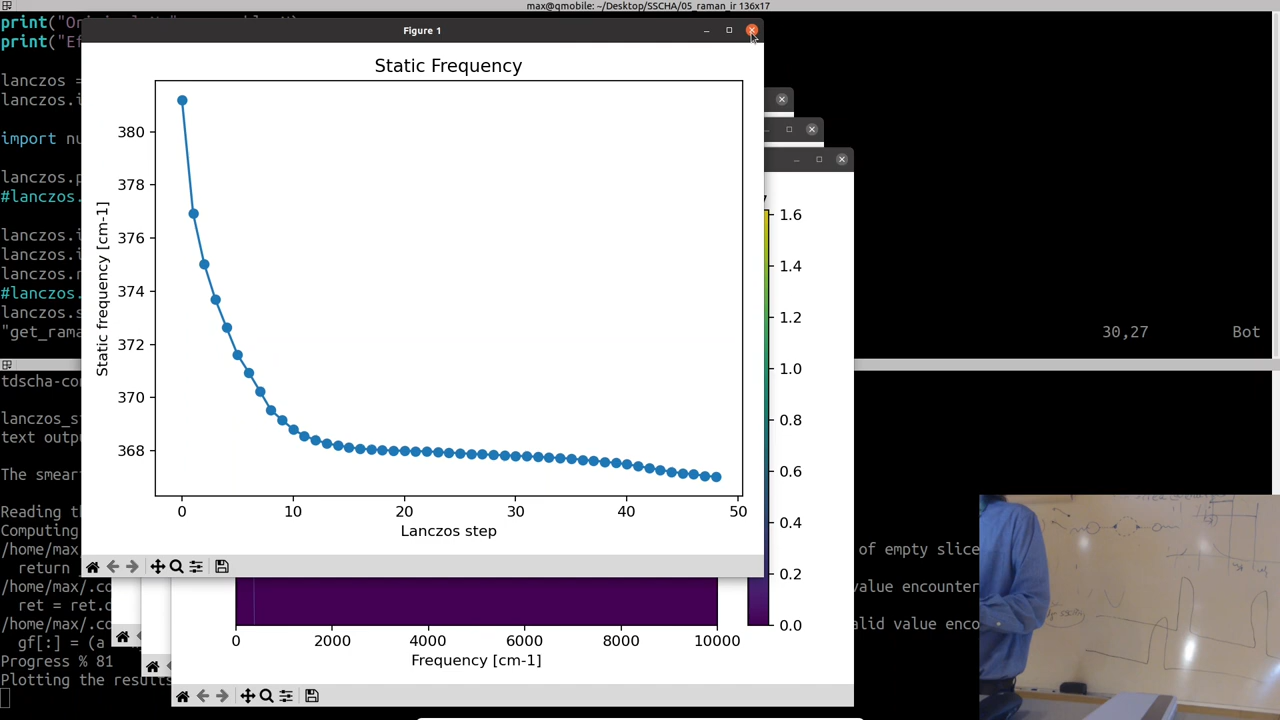 max@qmobile: ~/Desktop/SSCHA/05_raman_ir 136x17
Figure 1
Static Frequency
Static frequency [cm-1]
380
378
376
374
372
370
368
0 10 20 30 40 50
Lanczos step
1.6
1.4
1.2
1.0
0.8
0.6
0.4
0.2
0.0
0 2000 4000 6000 8000 10000
Frequency [cm-1]
print("Or
print("Ef
lanczos =
lanczos.i
import nu
lanczos.p
#lanczos.
lanczos.i
lanczos.i
lanczos.n
#lanczos.
lanczos.s
"get_rama
30,27 Bot
tdscha-co
lanczos_s
text outpu
The smear
Reading th
Computing
/home/max/ of empty slice
return
/home/max/.co value encounter
ret = ret.c
/home/max/.co alid value enco
gf[:] = (a
Progress % 81
Plotting the results